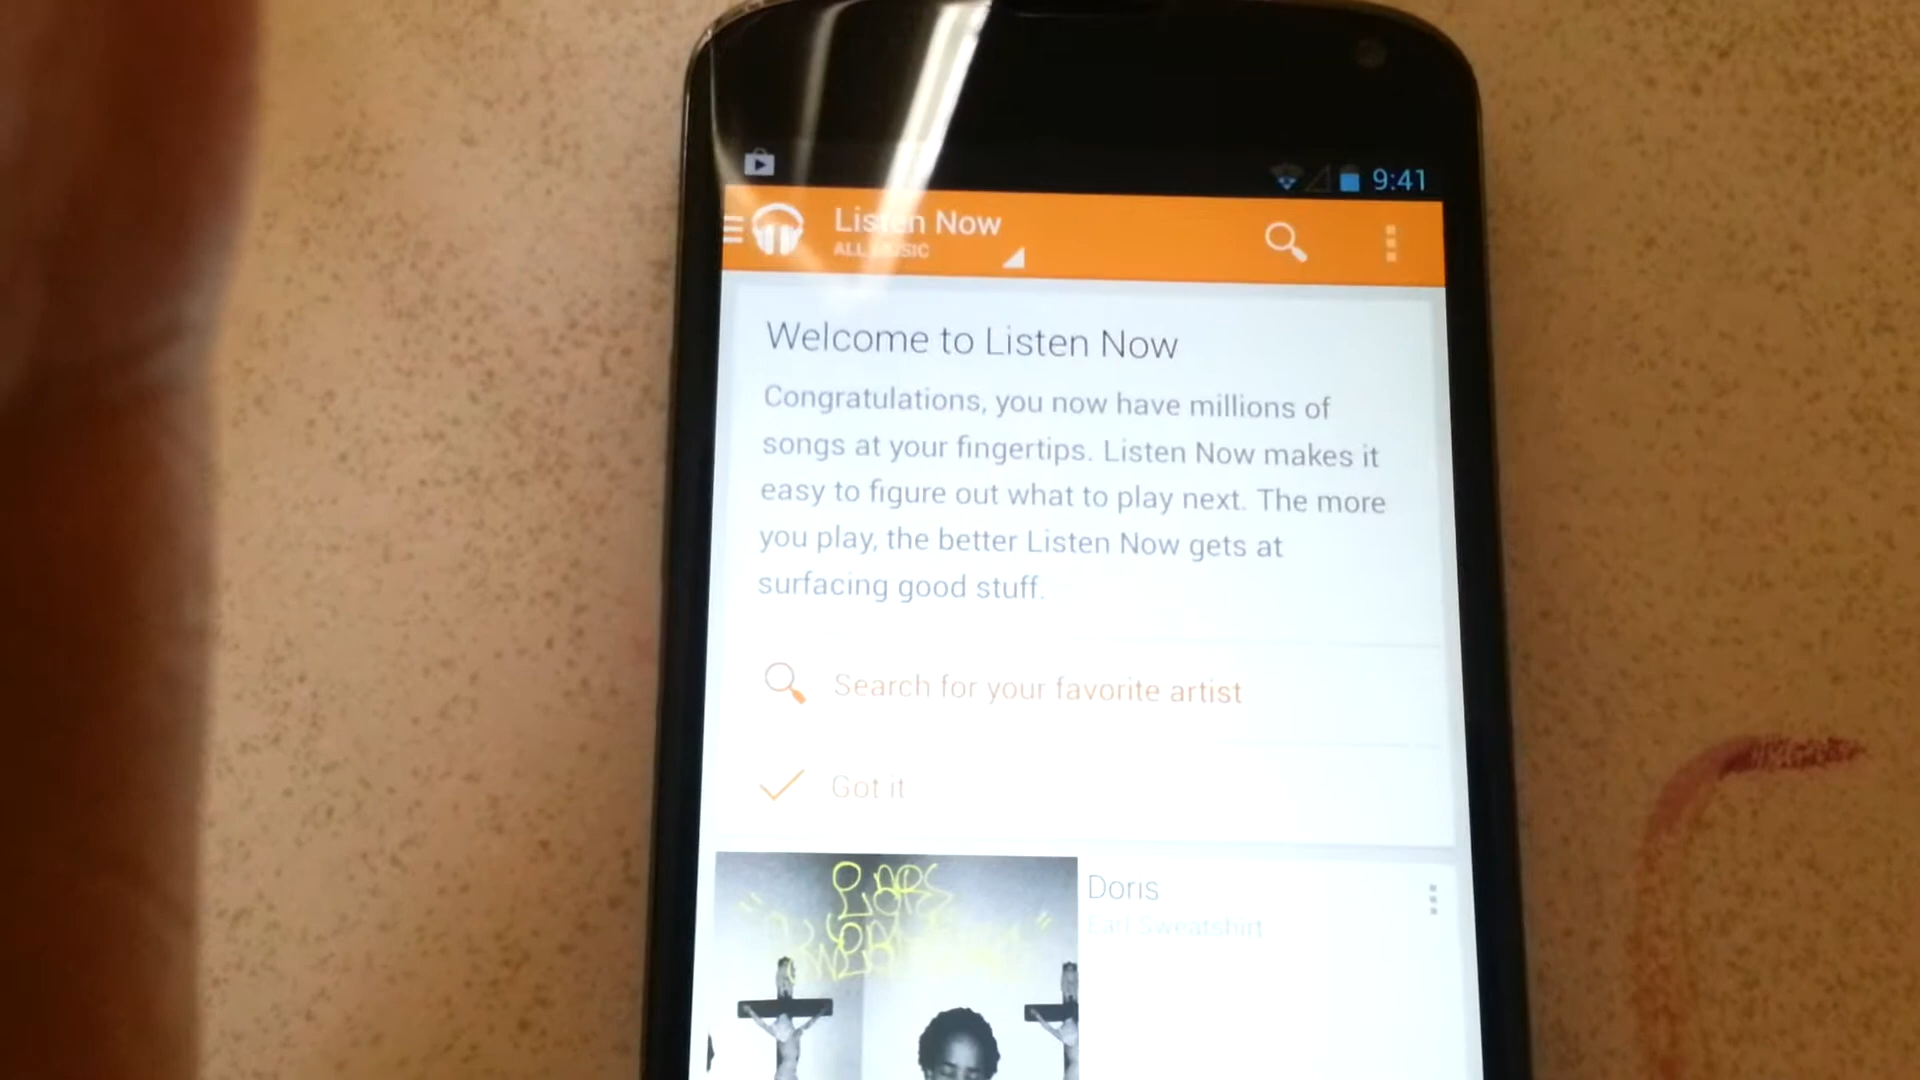 9:41
Listen Now
ALL MUSIC
Welcome to Listen Now
Congratulations, you now have millions of
songs at your fingertips. Listen Now makes it
easy to figure out what to play next. The more
you play, the better Listen Now gets at
surfacing good stuff.
Search for your favorite artist
Got it
Doris
Earl Sweatshirt